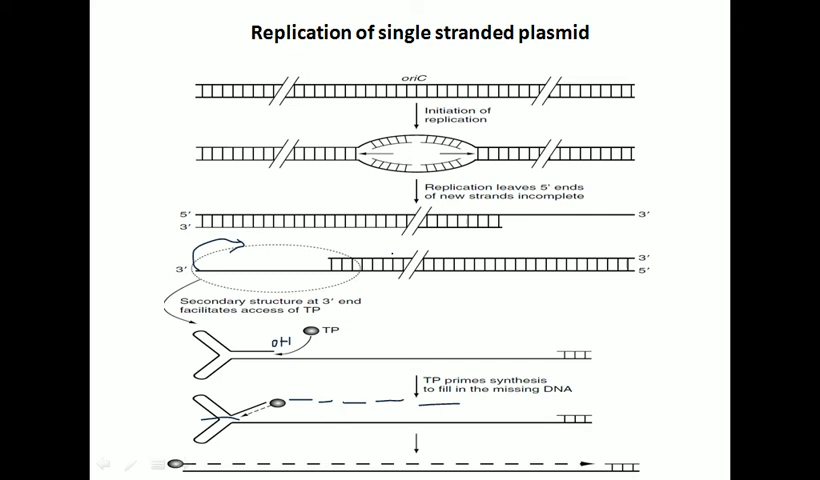 Replication of single stranded plasmid
oriC
Initiation of
replication
Replication leaves 5' ends
of new strands incomplete
5'
3'
3'
3'
3'
5'
Secondary structure at 3' end
facilitates access of TP
OH
TP
TP primes synthesis
to fill in the missing DNA